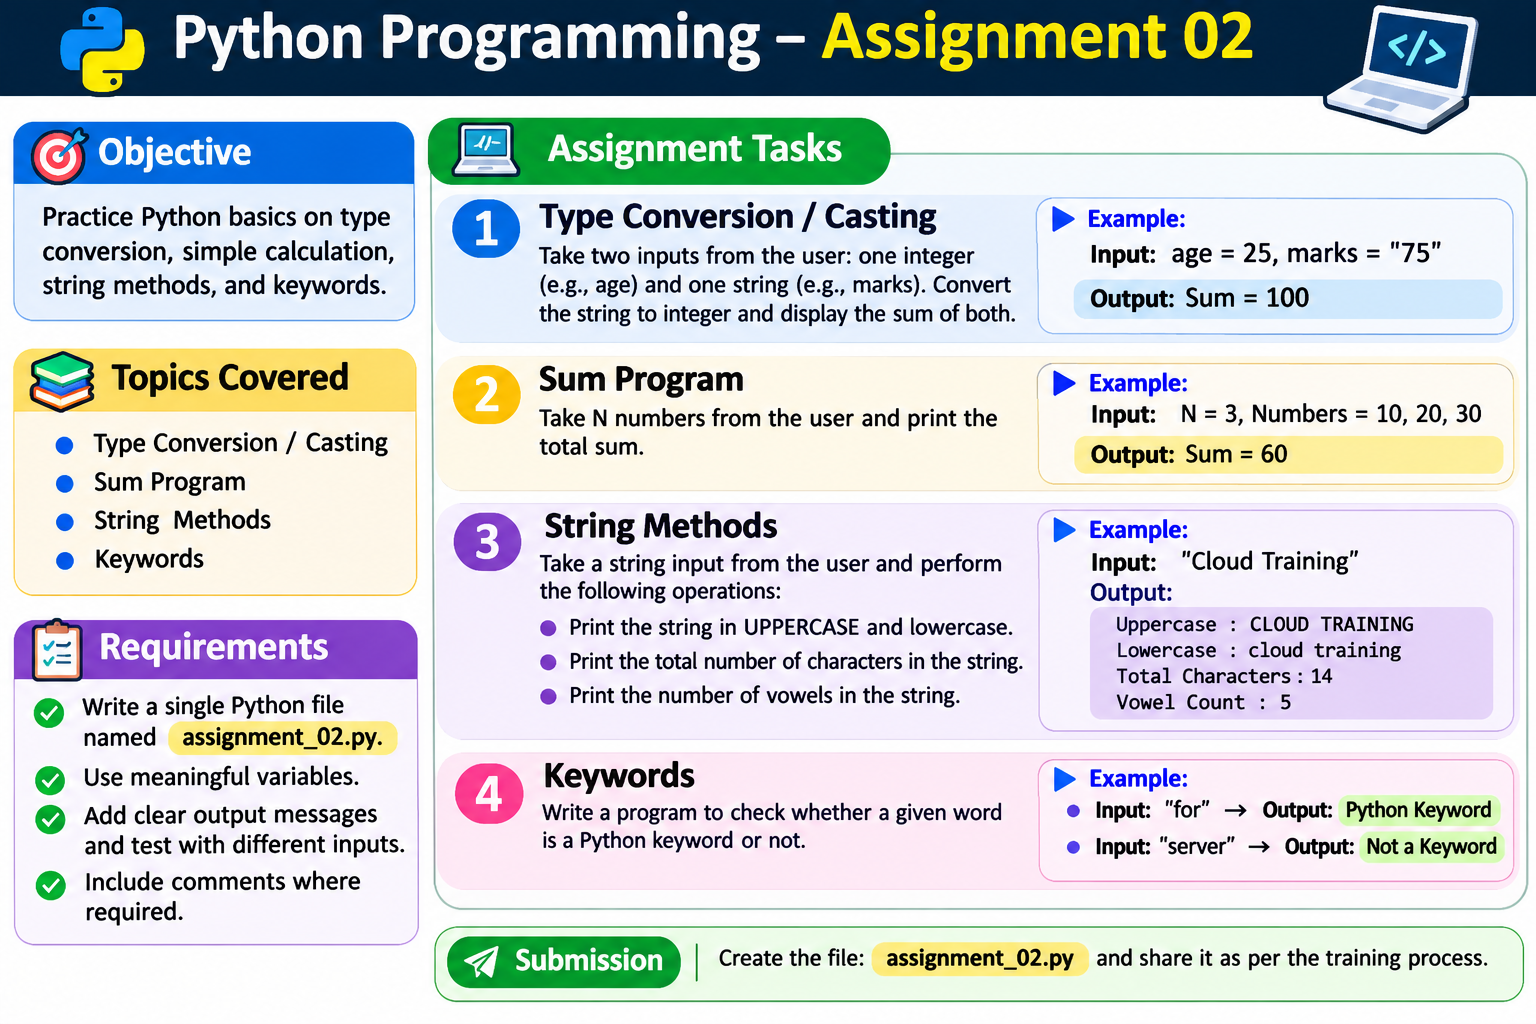 Python Programming – Assignment 02
</>
Objective
Practice Python basics on type
conversion, simple calculation,
string methods, and keywords.
Topics Covered
Type Conversion / Casting
Sum Program
String Methods
Keywords
Requirements
Write a single Python file
named assignment_02.py.
Use meaningful variables.
Add clear output messages
and test with different inputs.
Include comments where
required.
Assignment Tasks
1 Type Conversion / Casting
Take two inputs from the user: one integer
(e.g., age) and one string (e.g., marks). Convert
the string to integer and display the sum of both.
Example:
Input: age = 25, marks = "75"
Output: Sum = 100
2 Sum Program
Take N numbers from the user and print the
total sum.
Example:
Input: N = 3, Numbers = 10, 20, 30
Output: Sum = 60
3 String Methods
Take a string input from the user and perform
the following operations:
Print the string in UPPERCASE and lowercase.
Print the total number of characters in the string.
Print the number of vowels in the string.
Example:
Input: "Cloud Training"
Output:
Uppercase : CLOUD TRAINING
Lowercase : cloud training
Total Characters : 14
Vowel Count : 5
4 Keywords
Write a program to check whether a given word
is a Python keyword or not.
Example:
Input: "for" → Output: Python Keyword
Input: "server" → Output: Not a Keyword
Submission
Create the file: assignment_02.py and share it as per the training process.